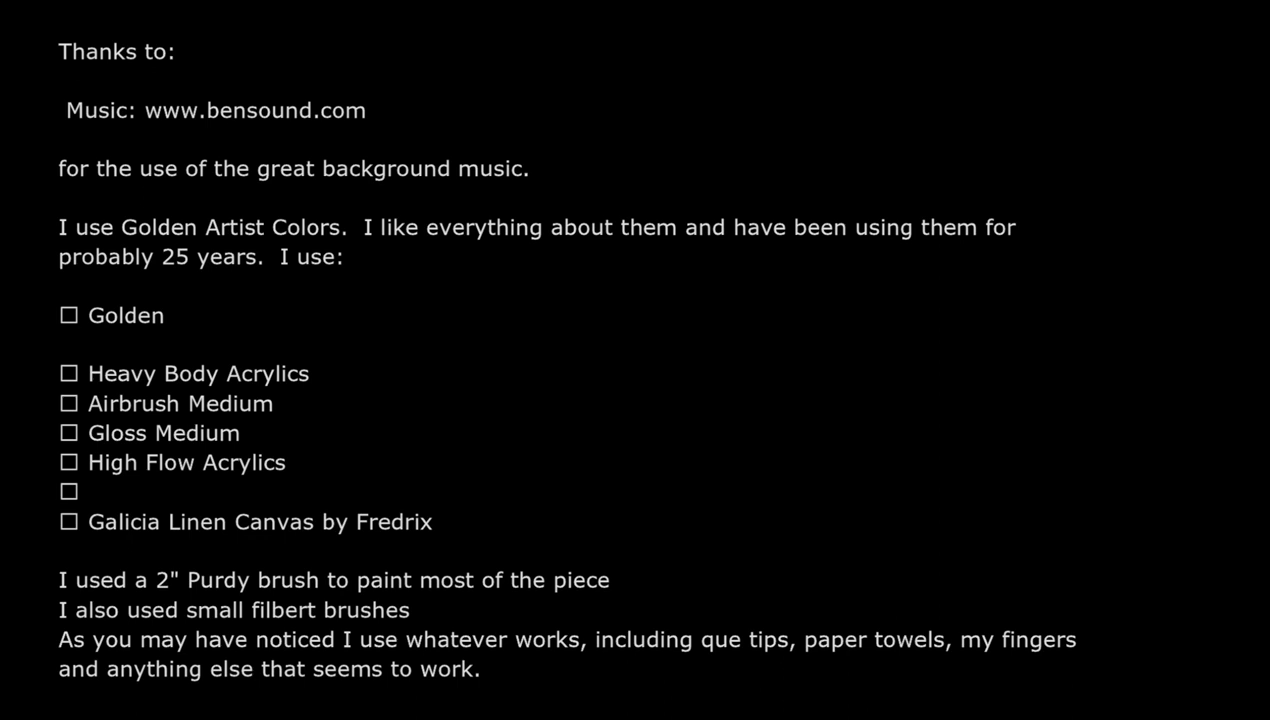 Thanks to:
Music: www.bensound.com
for the use of the great background music.
I use Golden Artist Colors.  I like everything about them and have been using them for
probably 25 years.  I use:
☐ Golden
☐ Heavy Body Acrylics
☐ Airbrush Medium
☐ Gloss Medium
☐ High Flow Acrylics
☐
☐ Galicia Linen Canvas by Fredrix
I used a 2" Purdy brush to paint most of the piece
I also used small filbert brushes
As you may have noticed I use whatever works, including que tips, paper towels, my fingers
and anything else that seems to work.